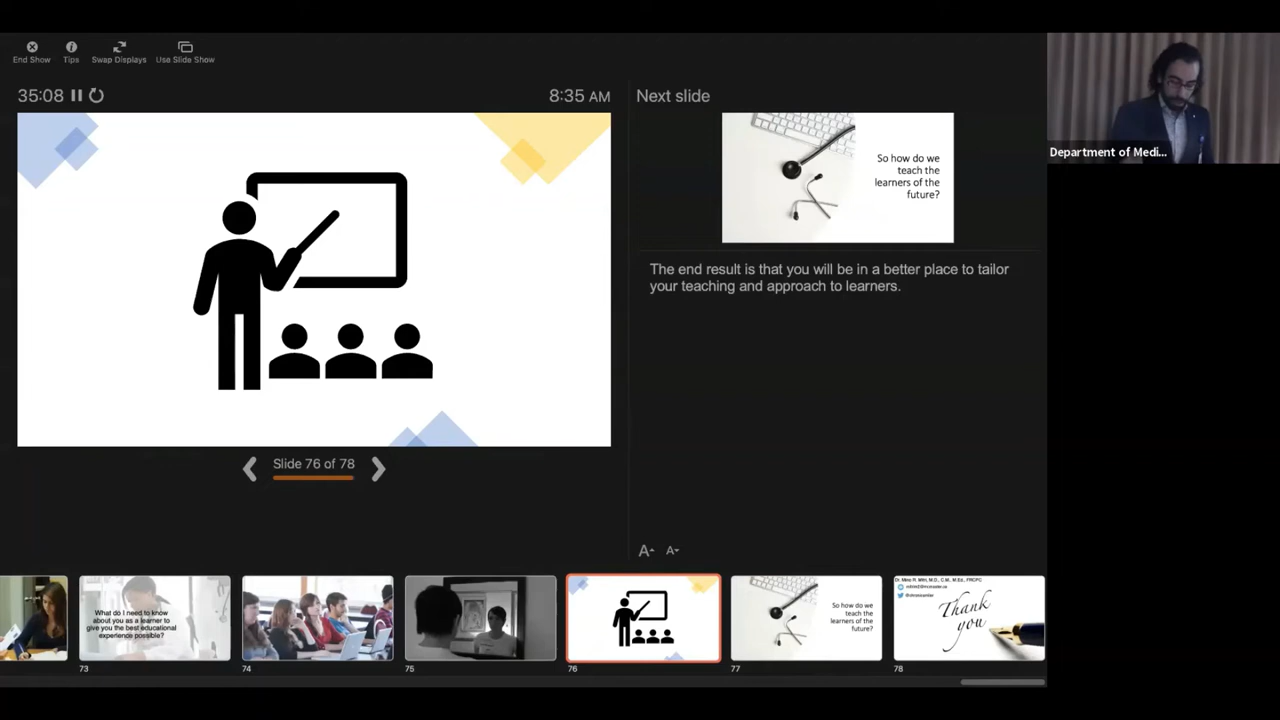 End Show
Tips
Swap Displays
Use Slide Show
35:08
8:35 AM
Next slide
So how do we
teach the
learners of the
future?
Department of Medi...
The end result is that you will be in a better place to tailor
your teaching and approach to learners.
Slide 76 of 78
A
A
What do I need to know
about you as a learner to
give you the best educational
experience possible?
So how do we
teach the
learners of the
future?
Thank
you
73
74
75
76
77
78